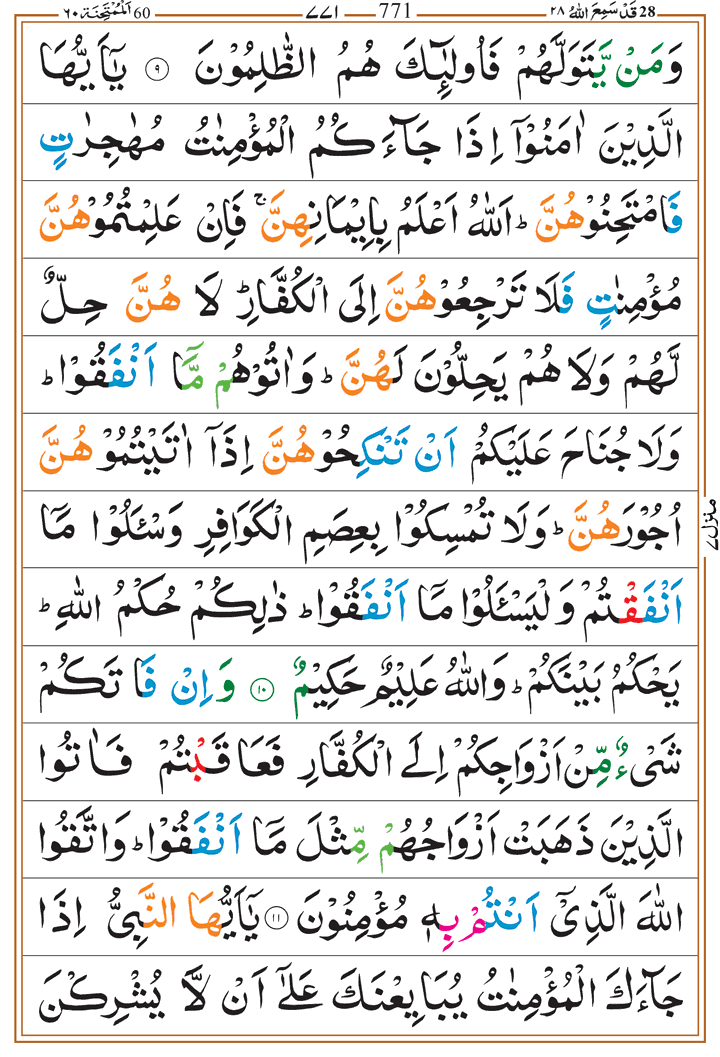 28 قَدْ سَمِعَ اللهُ ٢٨ 771 ٧٧١ 60 اَلْمُمْتَحِنَة ٦٠
وَمَنْ يَّتَوَلَّهُمْ فَاُولٰٓئِكَ هُمُ الظّٰلِمُوْنَ ۝٩ يٰۤاَيُّهَا
الَّذِيْنَ اٰمَنُوْۤا اِذَا جَآءَكُمُ الْمُؤْمِنٰتُ مُهٰجِرٰتٍ
فَامْتَحِنُوْهُنَّ ؕ اَللّٰهُ اَعْلَمُ بِاِيْمَانِهِنَّ ۚ فَاِنْ عَلِمْتُمُوْهُنَّ
مُؤْمِنٰتٍ فَلَا تَرْجِعُوْهُنَّ اِلَى الْكُفَّارِ ؕ لَا هُنَّ حِلٌّ
لَّهُمْ وَلَا هُمْ يَحِلُّوْنَ لَهُنَّ ؕ وَاٰتُوْهُمْ مَّاۤ اَنْفَقُوْا ؕ
وَلَا جُنَاحَ عَلَيْكُمْ اَنْ تَنْكِحُوْهُنَّ اِذَاۤ اٰتَيْتُمُوْهُنَّ
اُجُوْرَهُنَّ ؕ وَلَا تُمْسِكُوْا بِعِصَمِ الْكَوَافِرِ وَسْـَٔلُوْا مَاۤ
اَنْفَقْتُمْ وَلْيَسْـَٔلُوْا مَاۤ اَنْفَقُوْا ؕ ذٰلِكُمْ حُكْمُ اللّٰهِ ؕ
يَحْكُمُ بَيْنَكُمْ ؕ وَاللّٰهُ عَلِيْمٌ حَكِيْمٌ ۝١٠ وَاِنْ فَاتَكُمْ
شَيْءٌ مِّنْ اَزْوَاجِكُمْ اِلَى الْكُفَّارِ فَعَاقَبْتُمْ فَاٰتُوا
الَّذِيْنَ ذَهَبَتْ اَزْوَاجُهُمْ مِّثْلَ مَاۤ اَنْفَقُوْا ؕ وَاتَّقُوا
اللّٰهَ الَّذِيْۤ اَنْتُمْ بِهٖ مُؤْمِنُوْنَ ۝١١ يٰۤاَيُّهَا النَّبِيُّ اِذَا
جَآءَكَ الْمُؤْمِنٰتُ يُبَايِعْنَكَ عَلٰۤى اَنْ لَّا يُشْرِكْنَ
منزل ٧